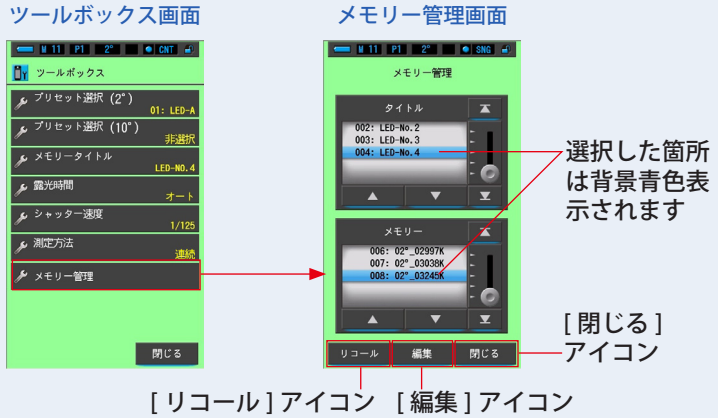 ツールボックス画面
M 11 P1 2° CNT
ツールボックス
プリセット選択 (2°)
01: LED-A
プリセット選択 (10°)
非選択
メモリータイトル
LED-NO.4
露光時間
オート
シャッター速度
1/125
測定方法
連続
メモリー管理
閉じる
メモリー管理画面
M 11 P1 2° SNG
メモリー管理
タイトル
002: LED-No.2
003: LED-No.3
004: LED-No.4
メモリー
006: 02°_02997K
007: 02°_03038K
008: 02°_03245K
リコール 編集 閉じる
選択した箇所
は背景青色表
示されます
[ 閉じる ]
アイコン
[ リコール ] アイコン [ 編集 ] アイコン